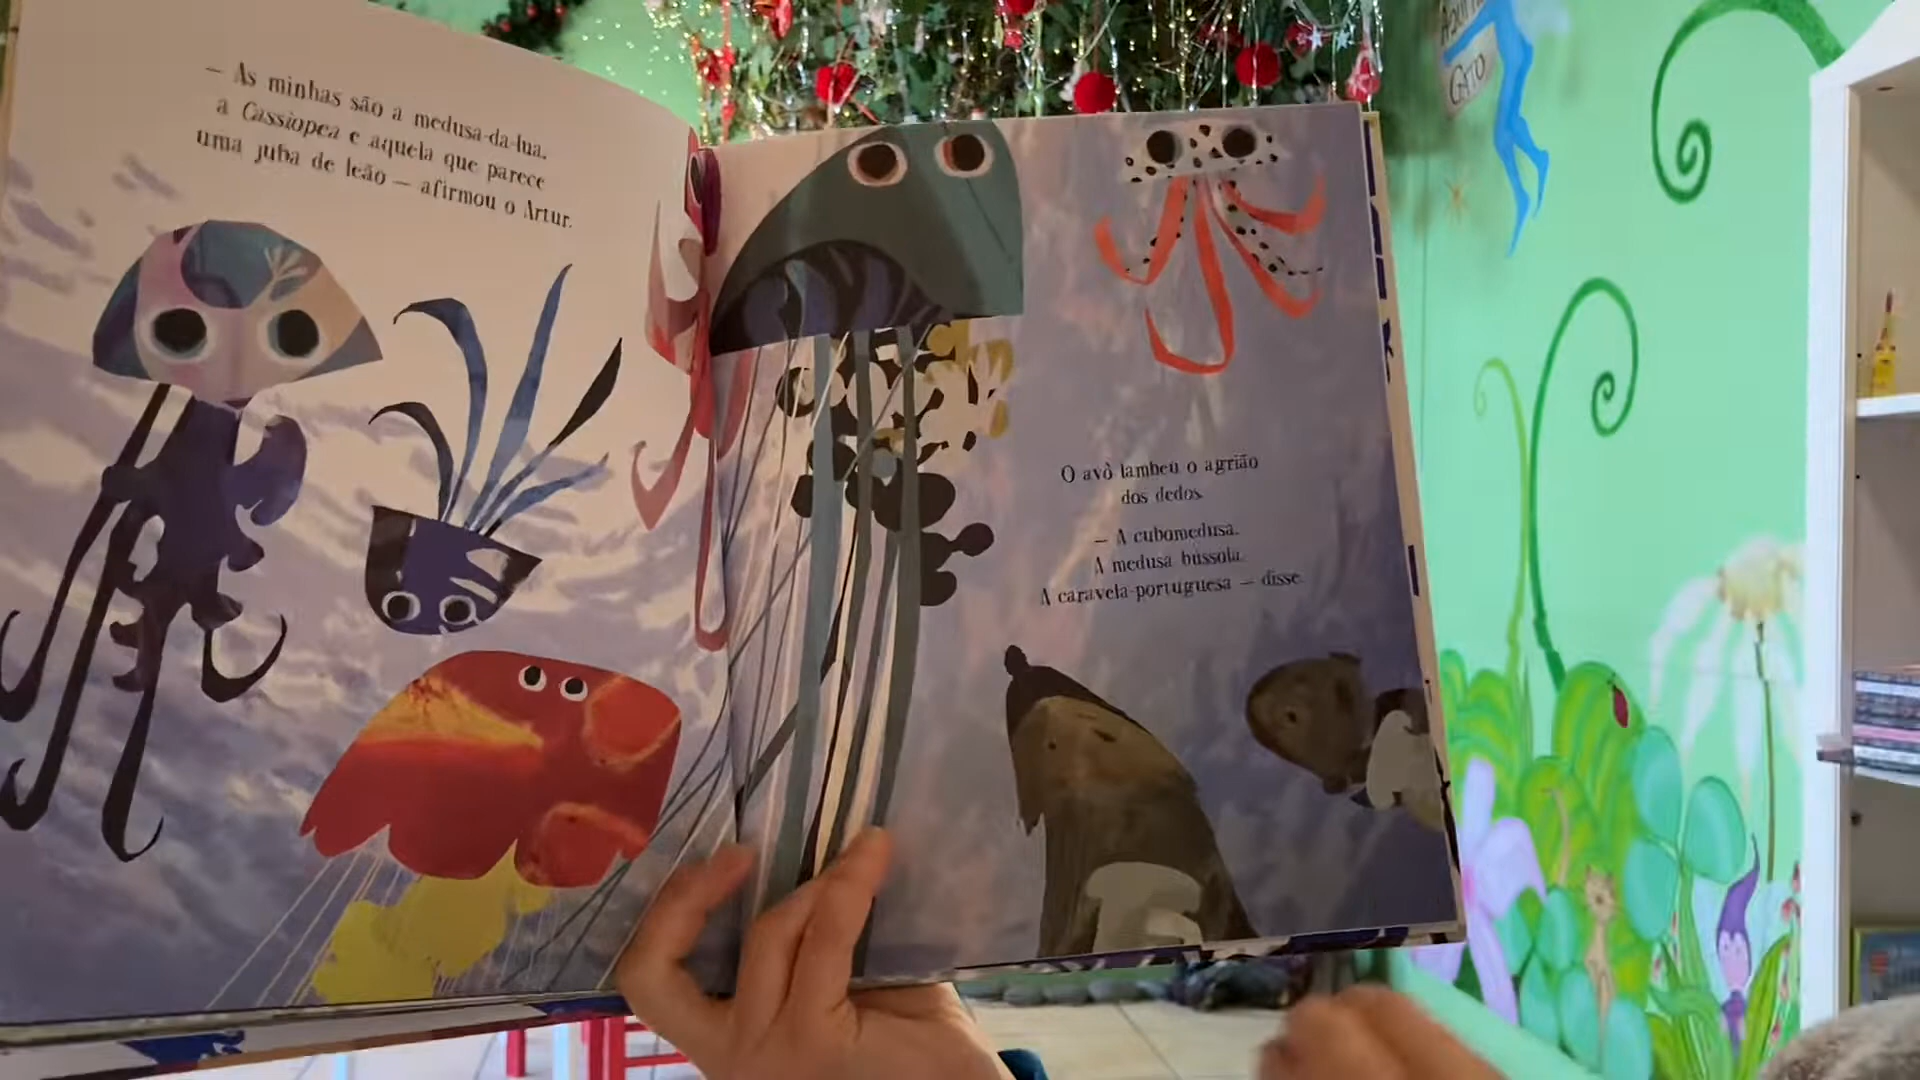 – As minhas são a medusa-da-lua,
a Cassiopea e aquela que parece
uma juba de leão – afirmou o Artur.
O avô lambeu o agrião
dos dedos.
– A cubomedusa.
A medusa bússola.
A caravela-portuguesa – disse.
GATO